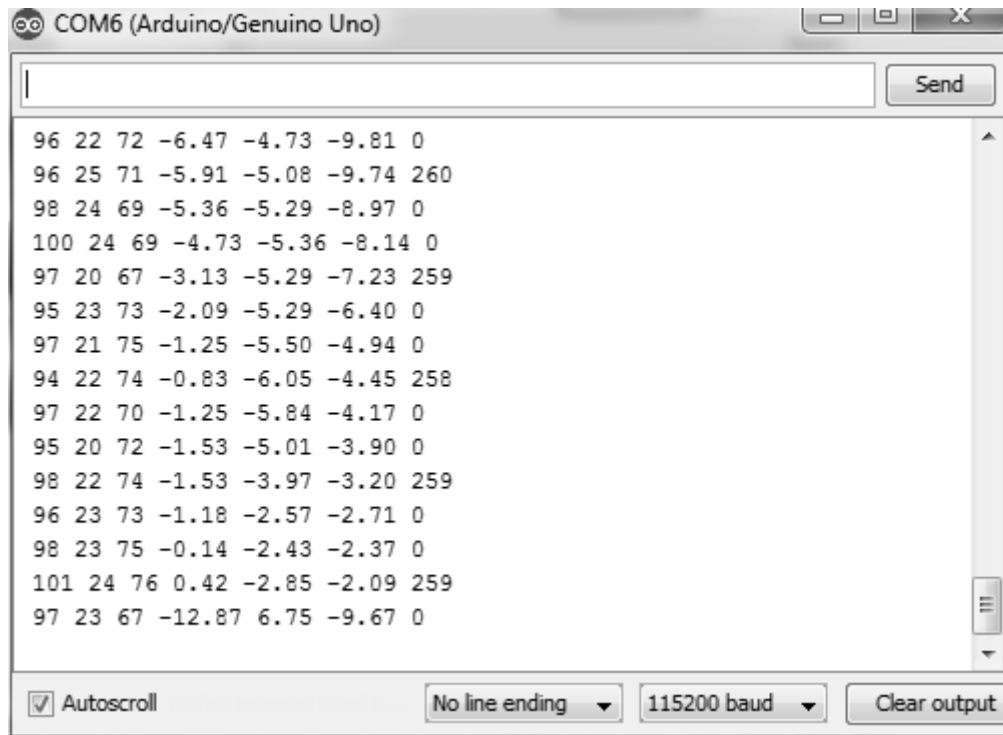 COM6 (Arduino/Genuino Uno)
Send
96 22 72 -6.47 -4.73 -9.81 0
96 25 71 -5.91 -5.08 -9.74 260
98 24 69 -5.36 -5.29 -8.97 0
100 24 69 -4.73 -5.36 -8.14 0
97 20 67 -3.13 -5.29 -7.23 259
95 23 73 -2.09 -5.29 -6.40 0
97 21 75 -1.25 -5.50 -4.94 0
94 22 74 -0.83 -6.05 -4.45 258
97 22 70 -1.25 -5.84 -4.17 0
95 20 72 -1.53 -5.01 -3.90 0
98 22 74 -1.53 -3.97 -3.20 259
96 23 73 -1.18 -2.57 -2.71 0
98 23 75 -0.14 -2.43 -2.37 0
101 24 76 0.42 -2.85 -2.09 259
97 23 67 -12.87 6.75 -9.67 0
Autoscroll No line ending 115200 baud Clear output